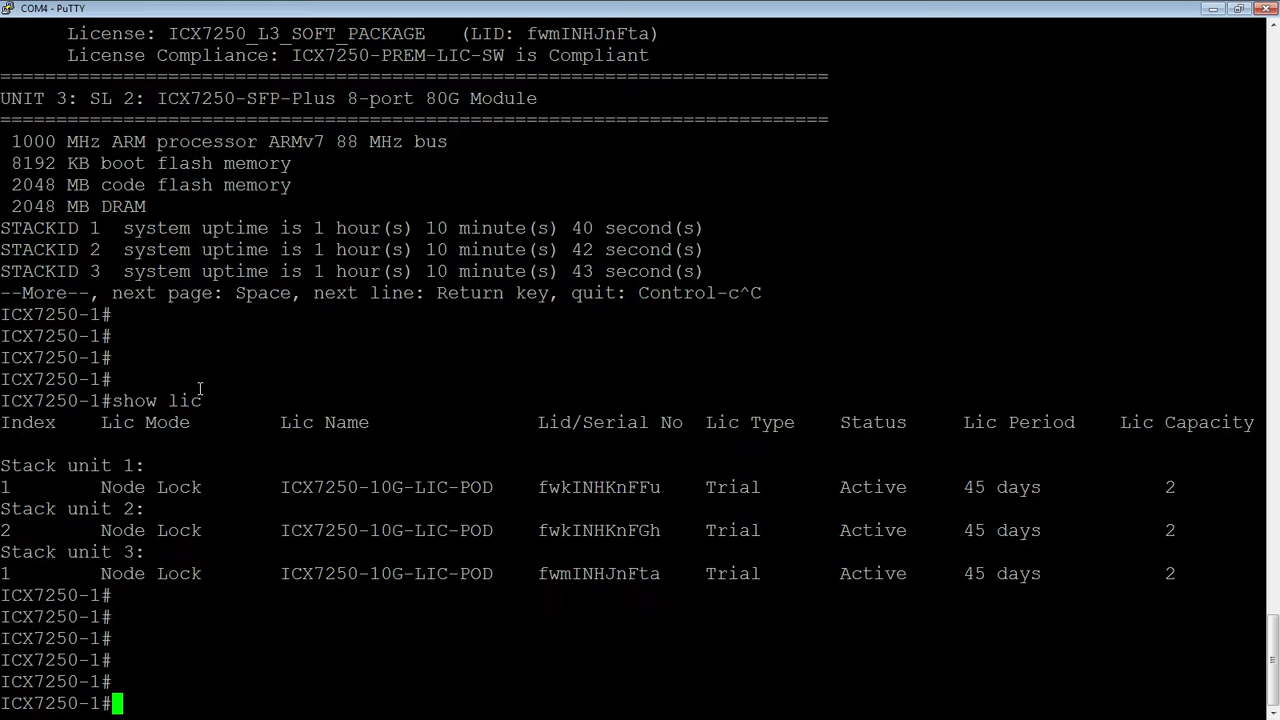 COM4 - PuTTY
License: ICX7250_L3_SOFT_PACKAGE (LID: fwmINHJnFta)
License Compliance: ICX7250-PREM-LIC-SW is Compliant
==========================================================================
UNIT 3: SL 2: ICX7250-SFP-Plus 8-port 80G Module
==========================================================================
1000 MHz ARM processor ARMv7 88 MHz bus
8192 KB boot flash memory
2048 MB code flash memory
2048 MB DRAM
STACKID 1 system uptime is 1 hour(s) 10 minute(s) 40 second(s)
STACKID 2 system uptime is 1 hour(s) 10 minute(s) 42 second(s)
STACKID 3 system uptime is 1 hour(s) 10 minute(s) 43 second(s)
--More--, next page: Space, next line: Return key, quit: Control-c^C
ICX7250-1#
ICX7250-1#
ICX7250-1#
ICX7250-1#
ICX7250-1#show lic
Index Lic Mode Lic Name Lid/Serial No Lic Type Status Lic Period Lic Capacity
Stack unit 1:
1 Node Lock ICX7250-10G-LIC-POD fwkINHKnFFu Trial Active 45 days 2
Stack unit 2:
2 Node Lock ICX7250-10G-LIC-POD fwkINHKnFGh Trial Active 45 days 2
Stack unit 3:
1 Node Lock ICX7250-10G-LIC-POD fwmINHJnFta Trial Active 45 days 2
ICX7250-1#
ICX7250-1#
ICX7250-1#
ICX7250-1#
ICX7250-1#
ICX7250-1#